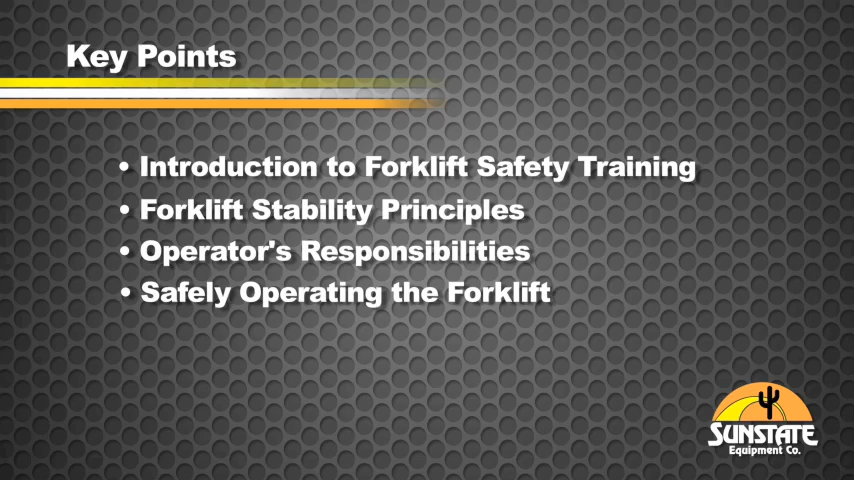 Key Points
• Introduction to Forklift Safety Training
• Forklift Stability Principles
• Operator's Responsibilities
• Safely Operating the Forklift
SUNSTATE
Equipment Co.